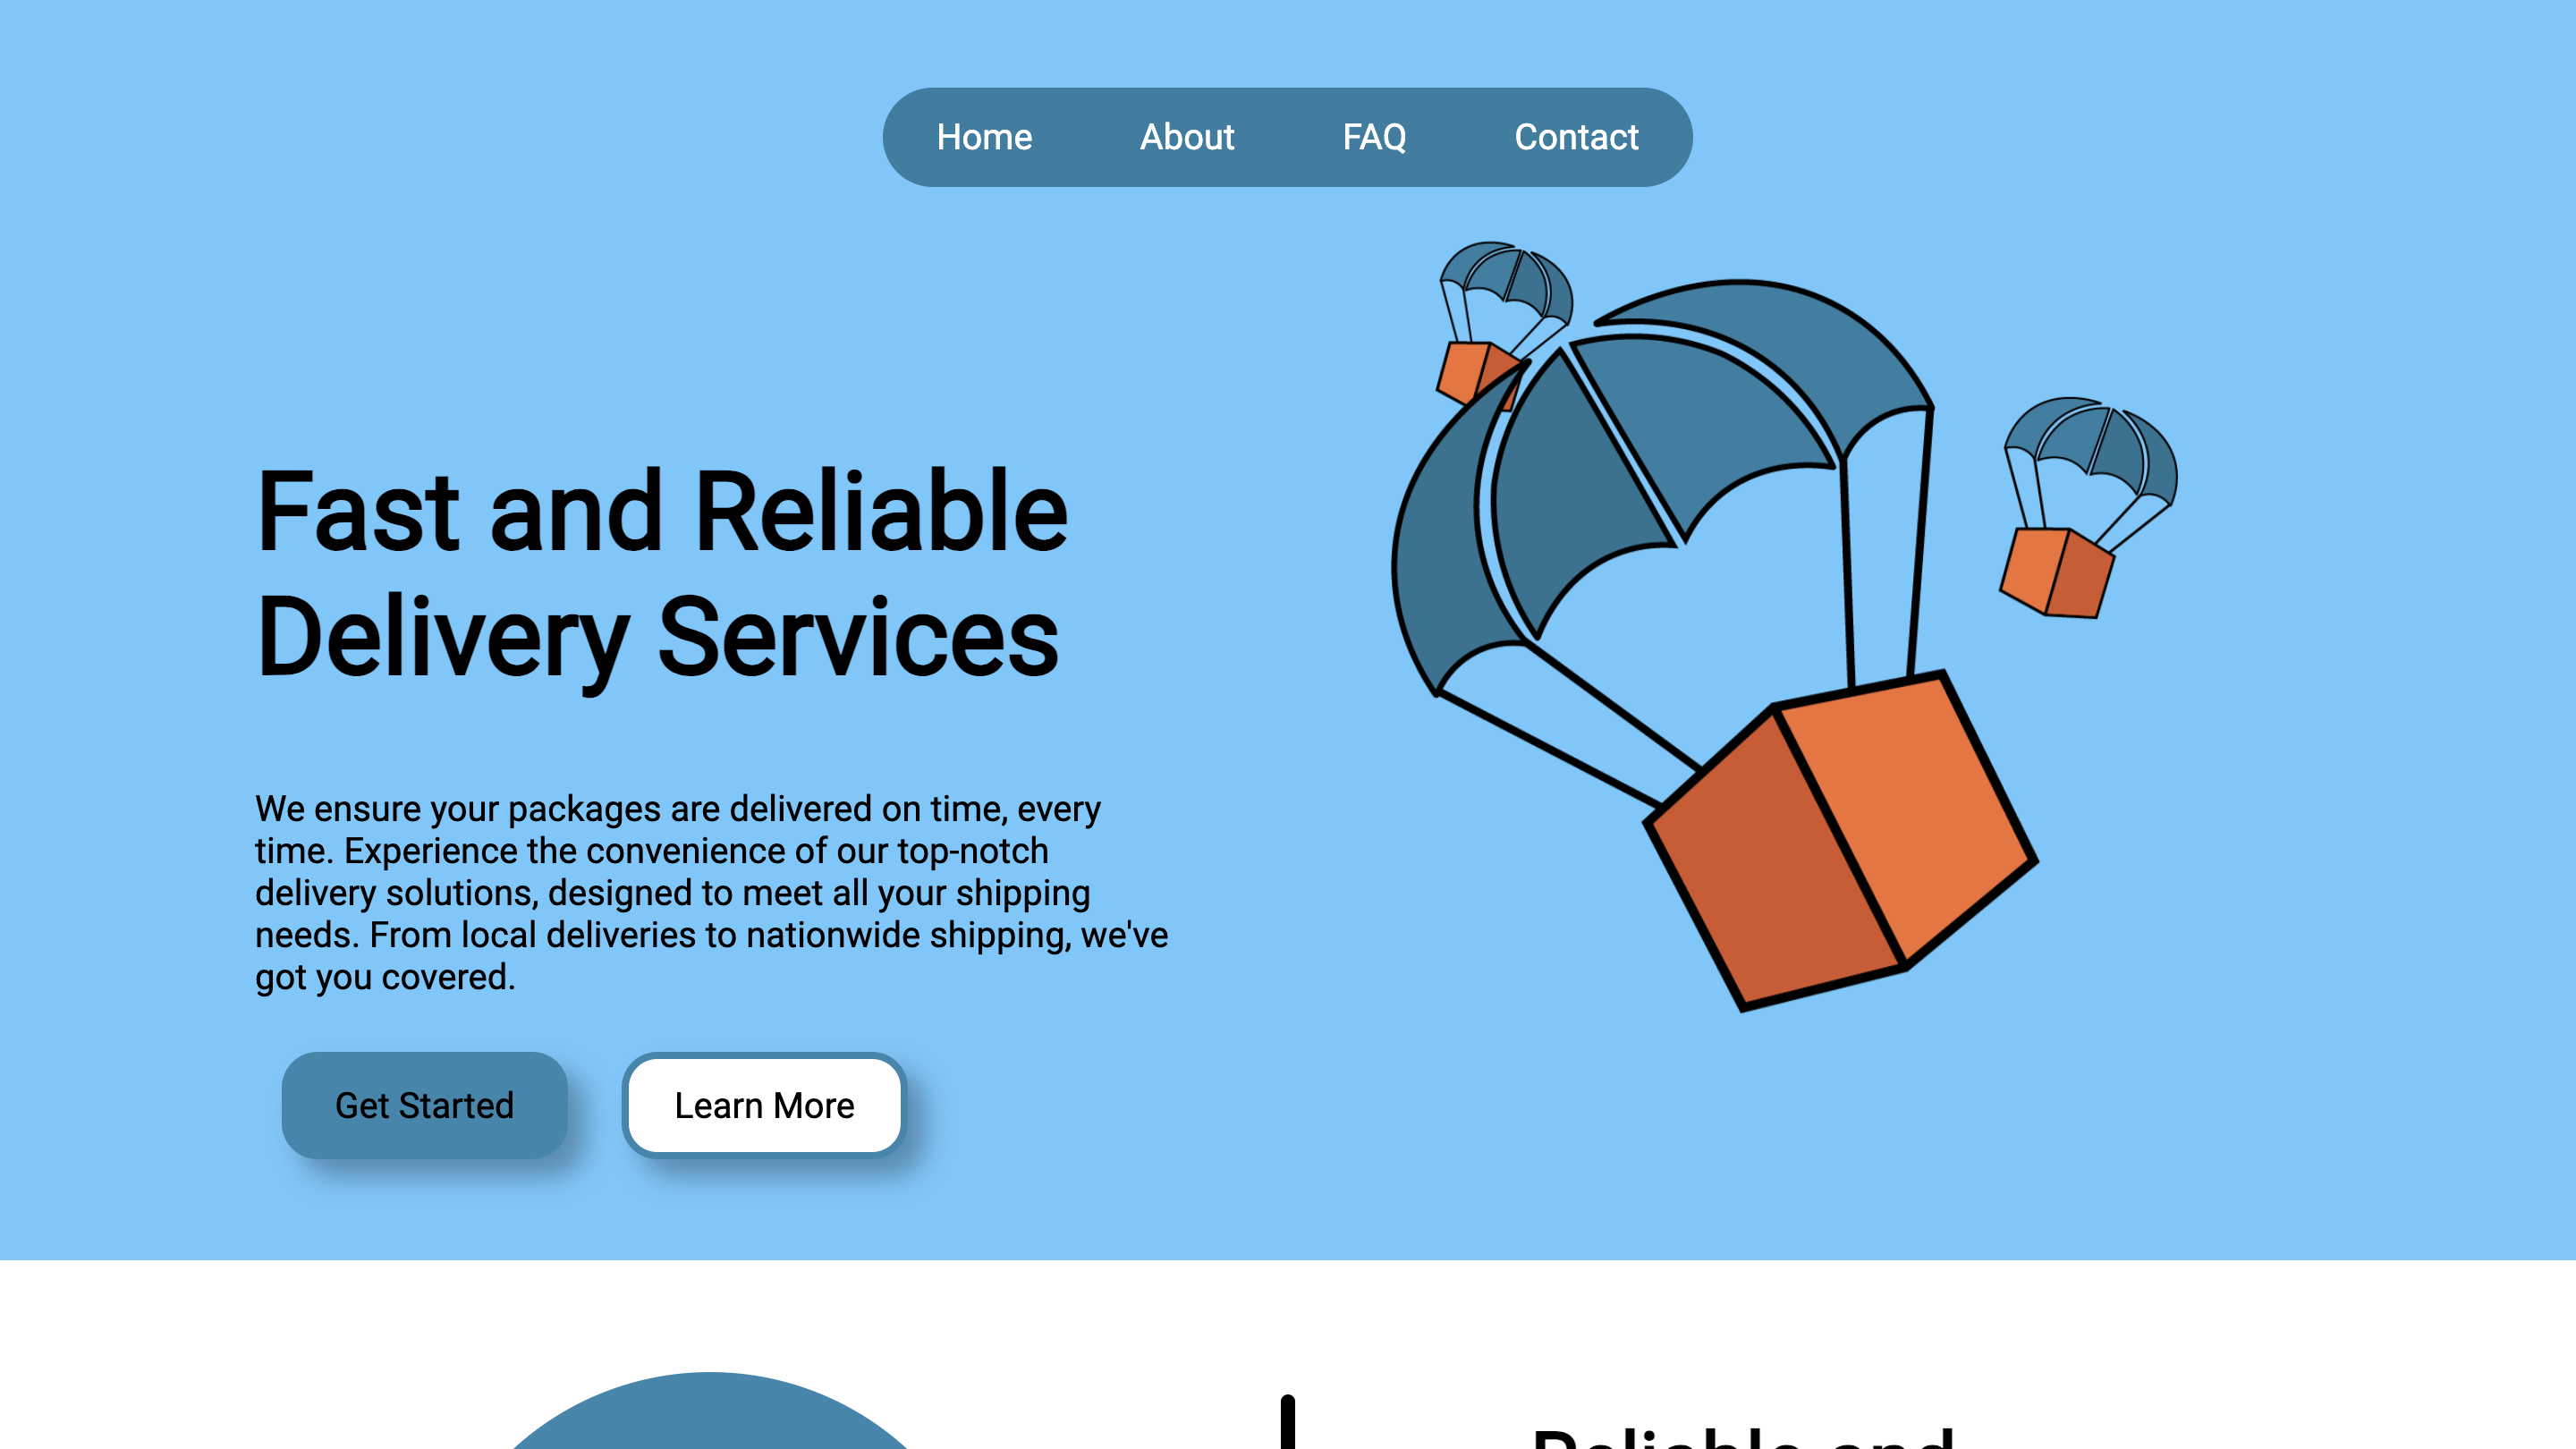 Home About FAQ Contact
Fast and Reliable
Delivery Services
We ensure your packages are delivered on time, every
time. Experience the convenience of our top-notch
delivery solutions, designed to meet all your shipping
needs. From local deliveries to nationwide shipping, we've
got you covered.
Get Started Learn More
Reliable and